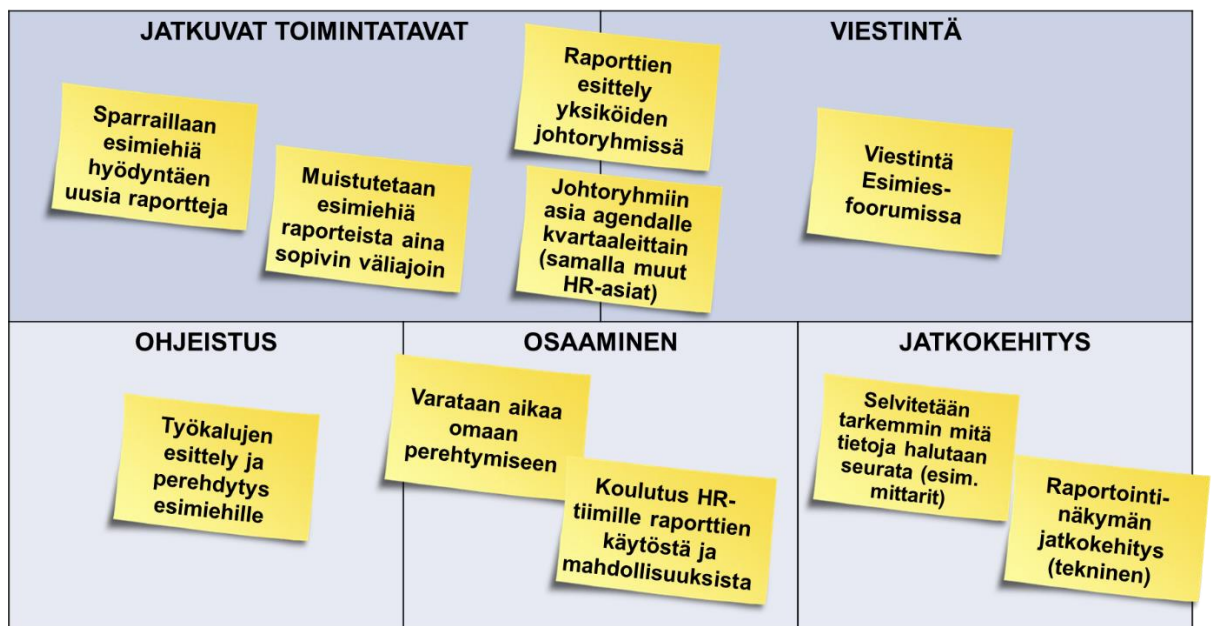 JATKUVAT TOIMINTATAVAT
Sparraillaan
esimiehiä
hyödyntäen
uusia raportteja
Muistutetaan
esimiehiä
raporteista aina
sopivin väliajoin
Raporttien
esittely
yksiköiden
johtoryhmissä
Johtoryhmiin
asia agendalle
kvartaaleittain
(samalla muut
HR-asiat)
VIESTINTÄ
Viestintä
Esimies-
foorumissa
OHJEISTUS
Työkalujen
esittely ja
perehdytys
esimiehille
OSAAMINEN
Varataan aikaa
omaan
perehtymiseen
Koulutus HR-
tiimille raporttien
käytöstä ja
mahdollisuuksista
JATKOKEHITYS
Selvitetään
tarkemmin mitä
tietoja halutaan
seurata (esim.
mittarit)
Raportointi-
näkymän
jatkokehitys
(tekninen)